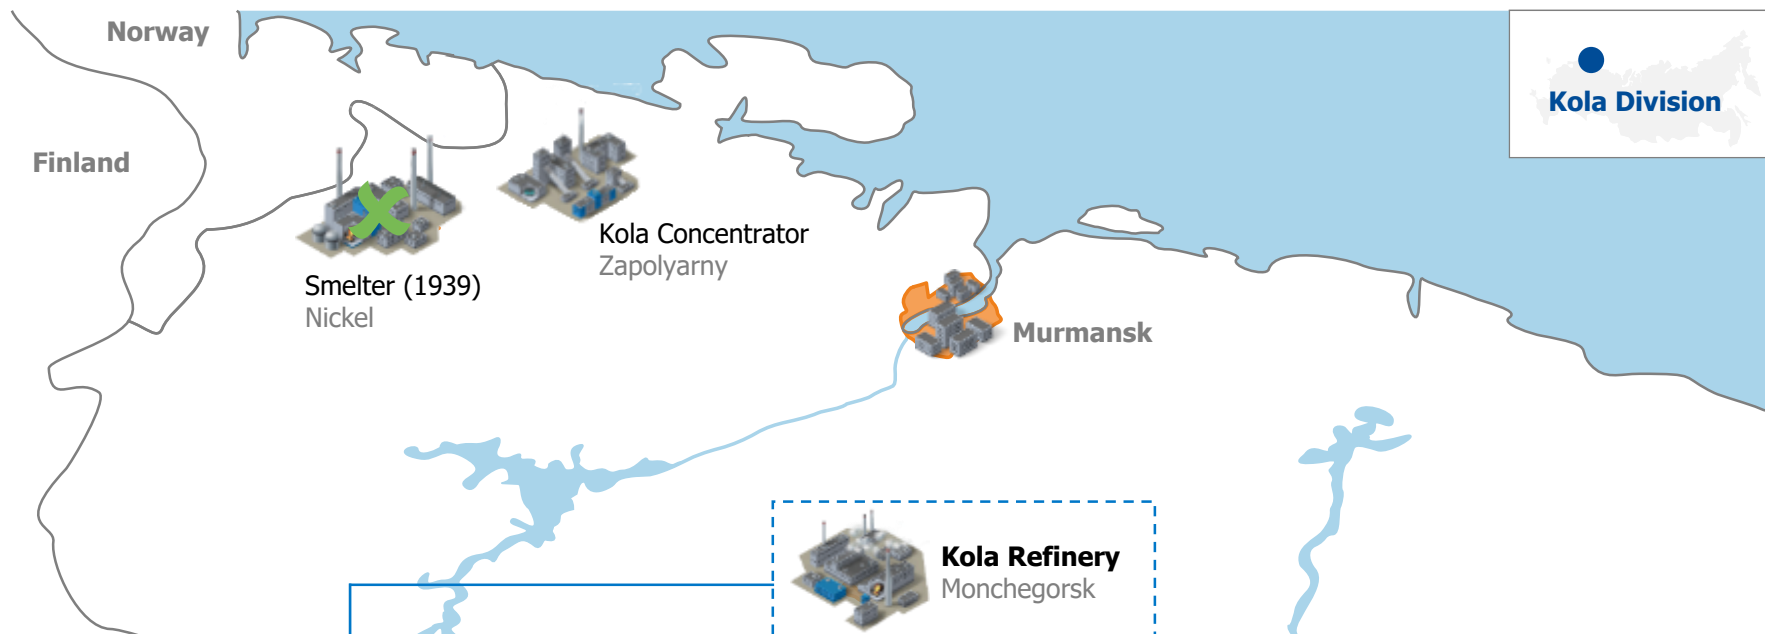 Norway
Kola Division
Finland
Kola Concentrator
Zapolyarny
Smelter (1939)
Nickel
Murmansk
Kola Refinery
Monchegorsk